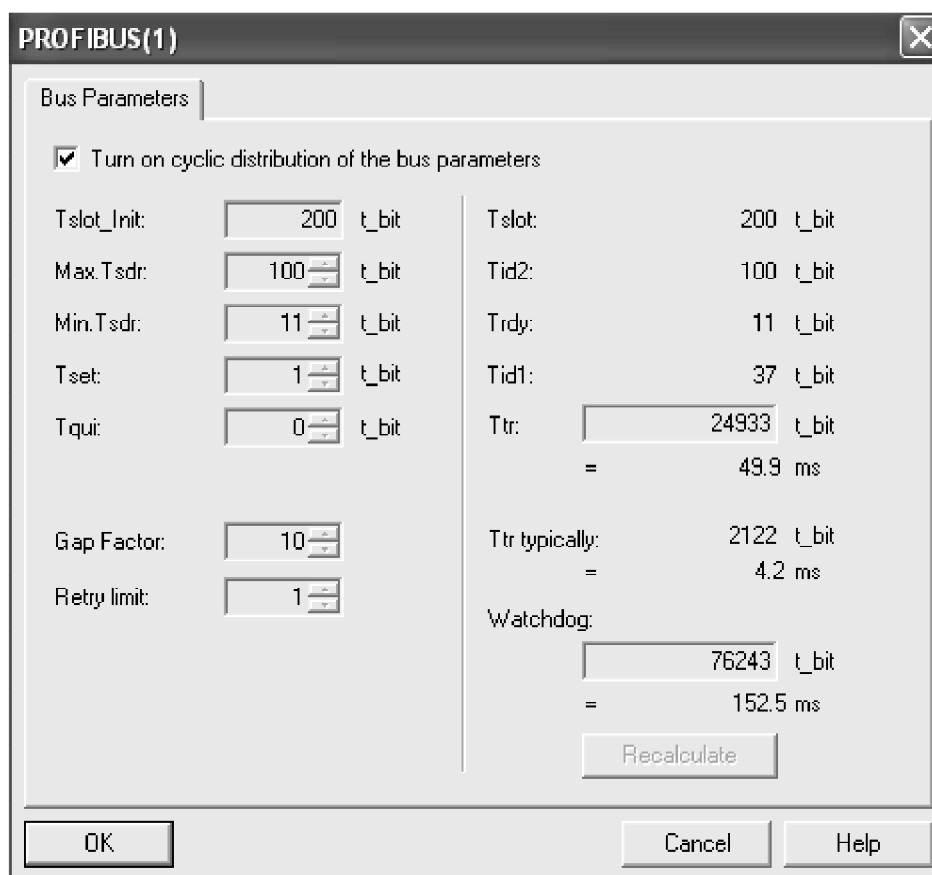 PROFIBUS(1)
Bus Parameters
Turn on cyclic distribution of the bus parameters
Tslot_Init: 200 t_bit
Max.Tsdr: 100 t_bit
Min.Tsdr: 11 t_bit
Tset: 1 t_bit
Tqui: 0 t_bit
Gap Factor: 10
Retry limit: 1
Tslot: 200 t_bit
Tid2: 100 t_bit
Trdy: 11 t_bit
Tid1: 37 t_bit
Ttr: 24933 t_bit
= 49.9 ms
Ttr typically: 2122 t_bit
= 4.2 ms
Watchdog:
76243 t_bit
= 152.5 ms
Recalculate
OK Cancel Help